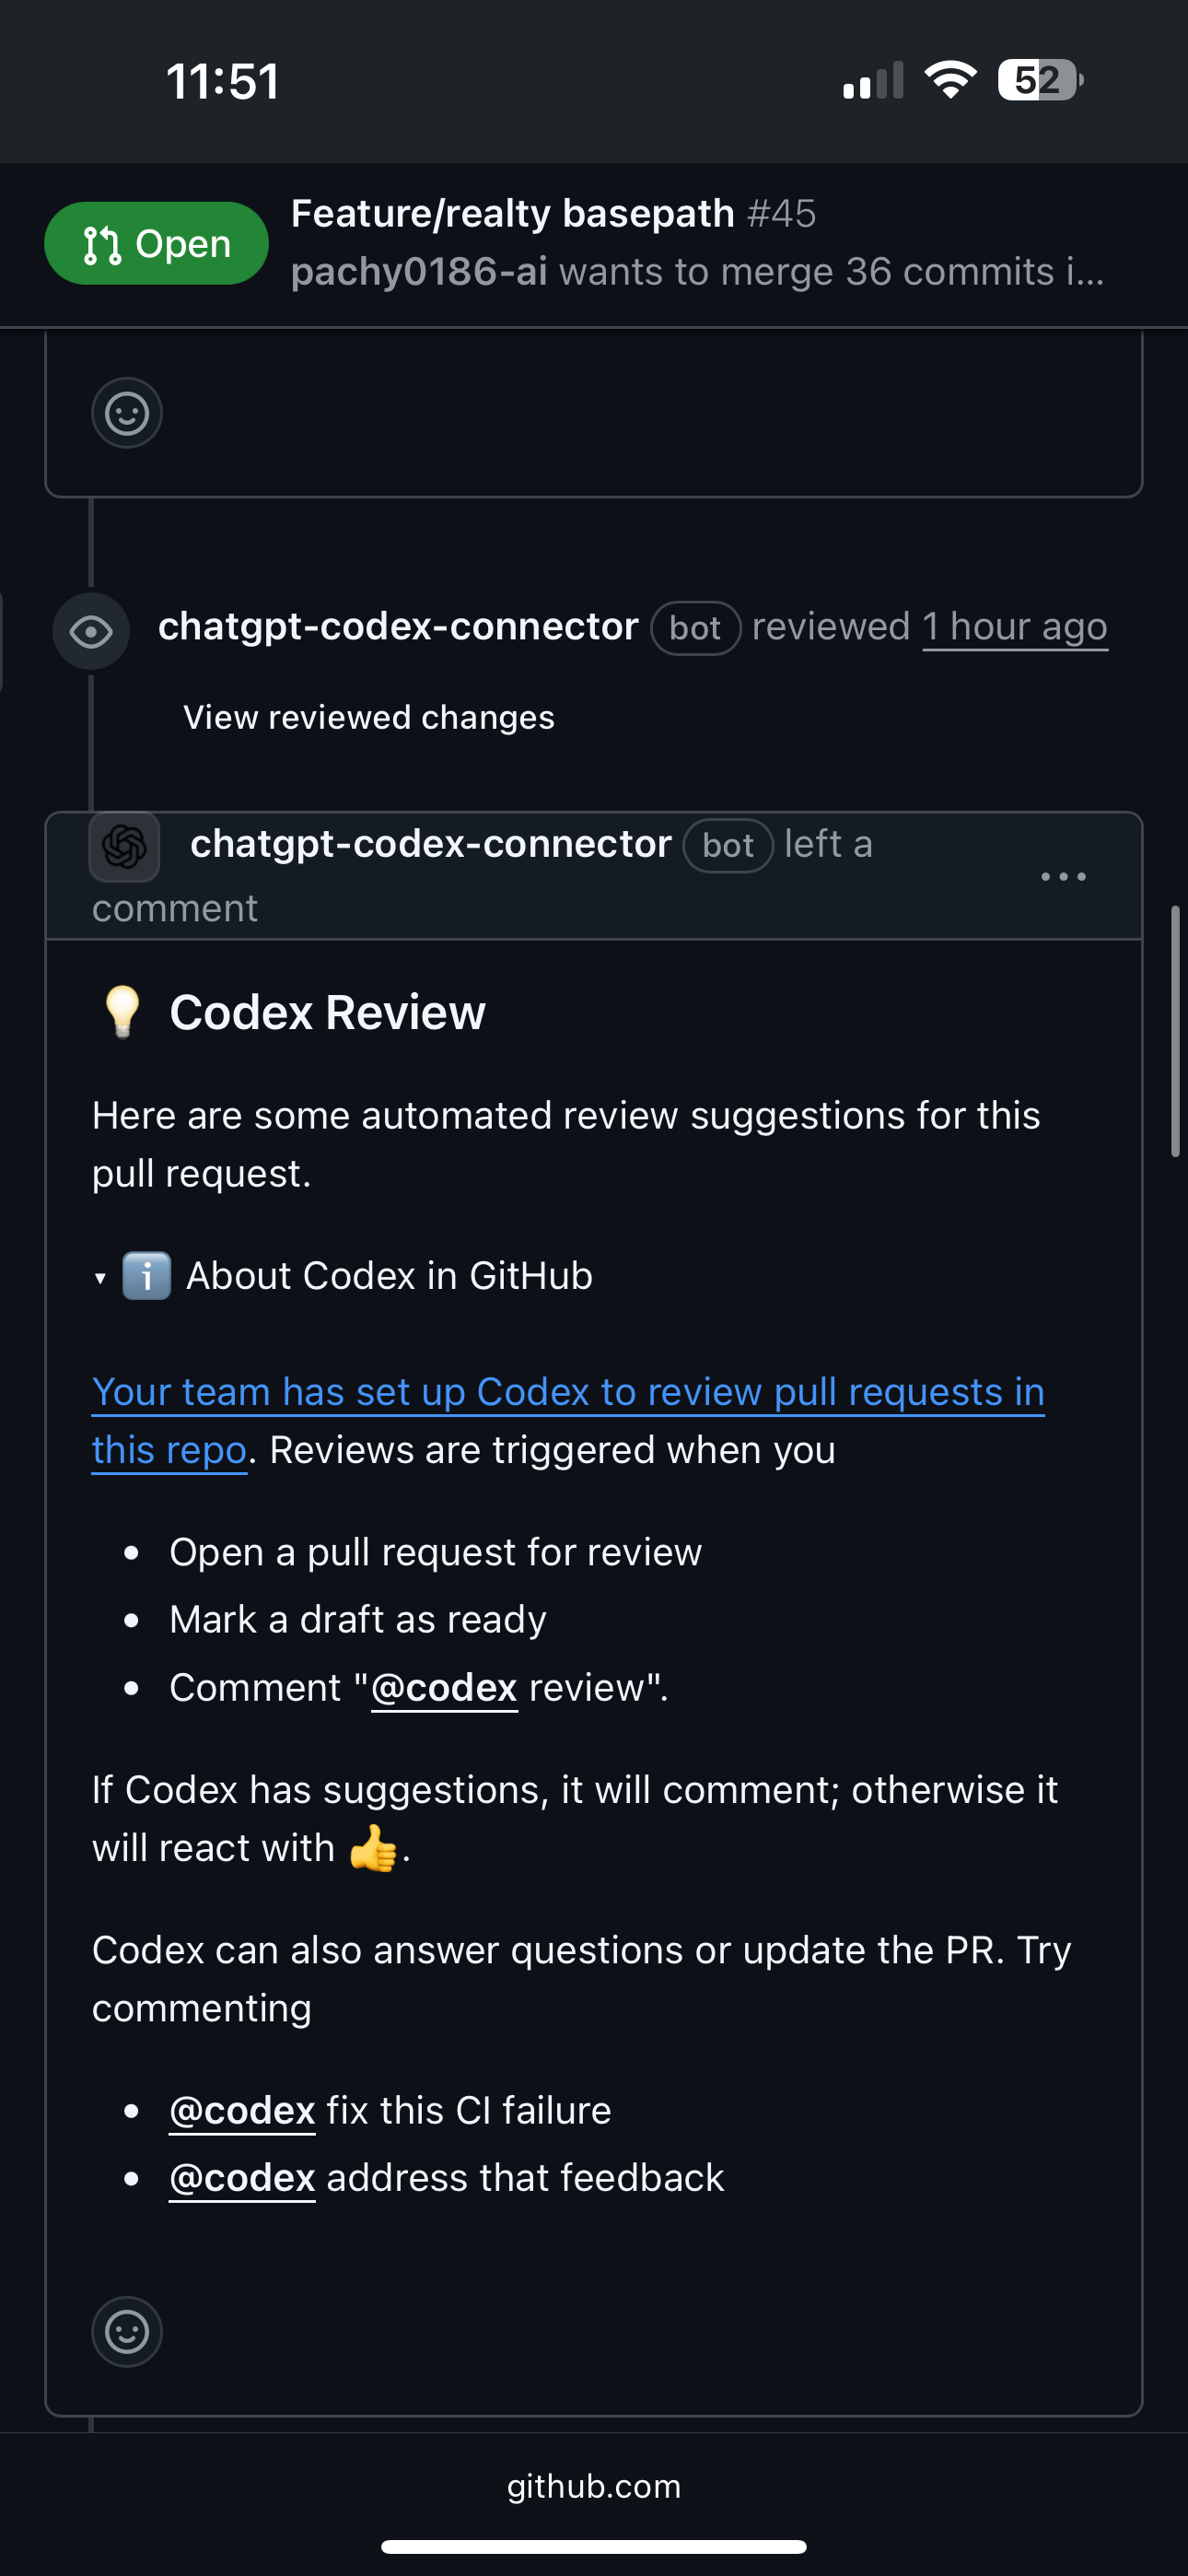 11:51
52
Open
Feature/realty basepath #45
pachy0186-ai wants to merge 36 commits i...
chatgpt-codex-connector bot reviewed 1 hour ago
View reviewed changes
chatgpt-codex-connector bot left a
comment
💡 Codex Review
Here are some automated review suggestions for this
pull request.
▾ ℹ️ About Codex in GitHub
Your team has set up Codex to review pull requests in
this repo. Reviews are triggered when you
• Open a pull request for review
• Mark a draft as ready
• Comment "@codex review".
If Codex has suggestions, it will comment; otherwise it
will react with 👍.
Codex can also answer questions or update the PR. Try
commenting
• @codex fix this CI failure
• @codex address that feedback
github.com